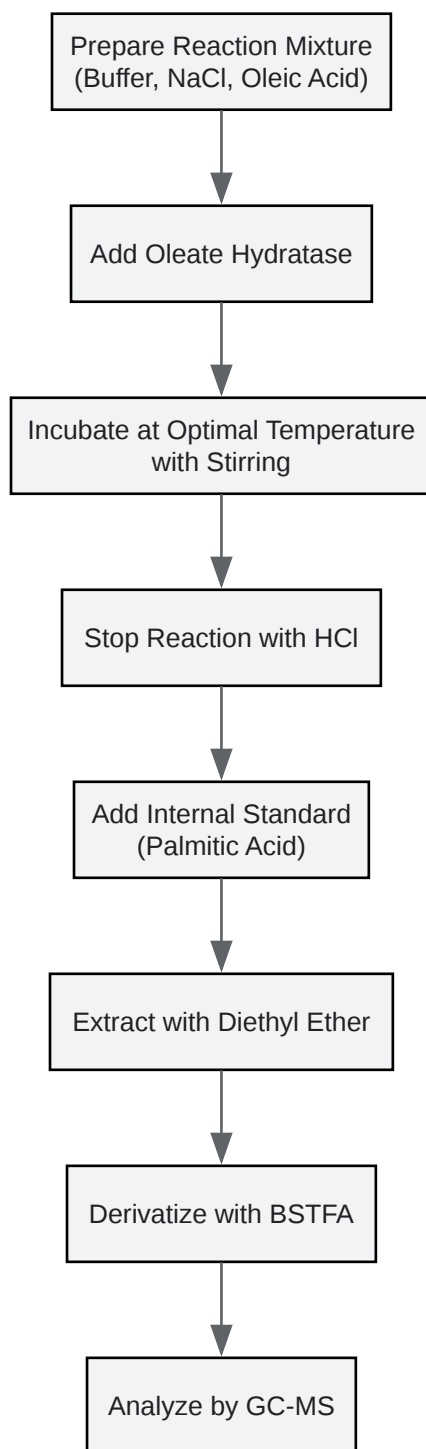 Prepare Reaction Mixture
(Buffer, NaCl, Oleic Acid)
Add Oleate Hydratase
Incubate at Optimal Temperature
with Stirring
Stop Reaction with HCl
Add Internal Standard
(Palmitic Acid)
Extract with Diethyl Ether
Derivatize with BSTFA
Analyze by GC-MS